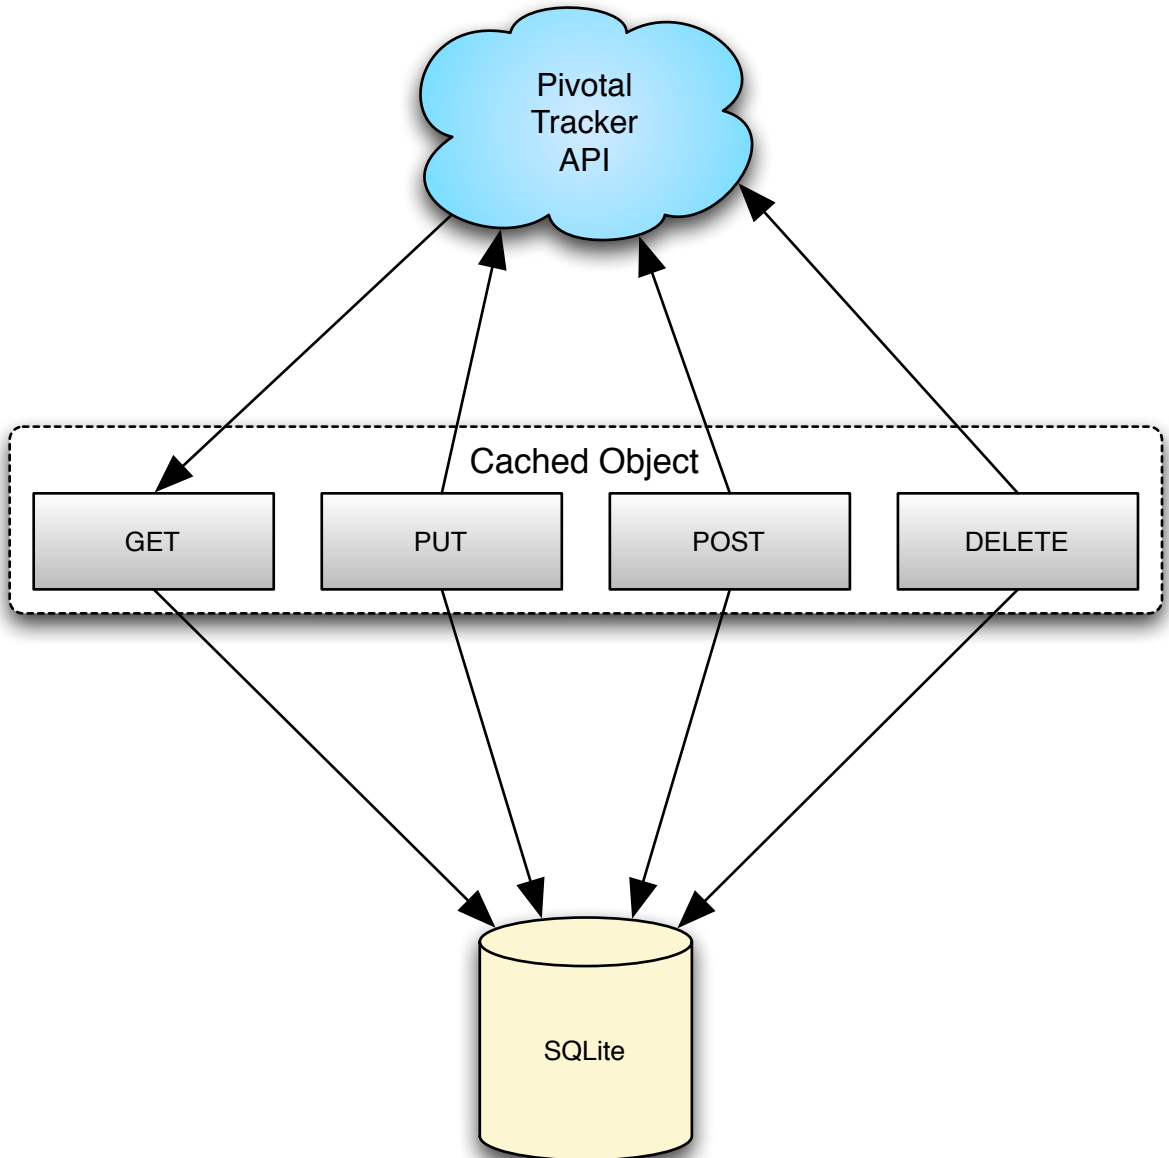 Pivotal
Tracker
API
Cached Object
GET
PUT
POST
DELETE
SQLite